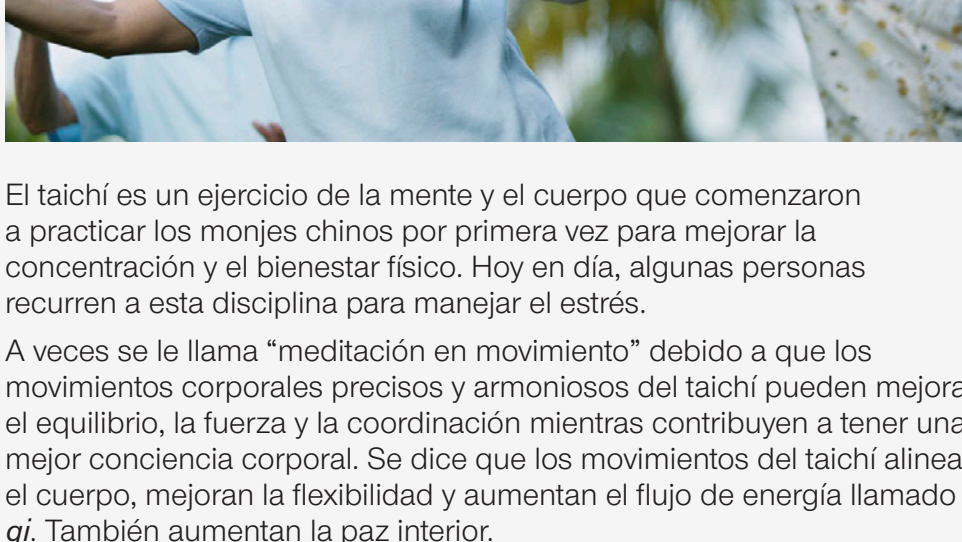 El taichí es un ejercicio de la mente y el cuerpo que comenzaron
a practicar los monjes chinos por primera vez para mejorar la
concentración y el bienestar físico. Hoy en día, algunas personas
recurren a esta disciplina para manejar el estrés.
A veces se le llama “meditación en movimiento” debido a que los
movimientos corporales precisos y armoniosos del taichí pueden mejora
el equilibrio, la fuerza y la coordinación mientras contribuyen a tener una
mejor conciencia corporal. Se dice que los movimientos del taichí alinea
el cuerpo, mejoran la flexibilidad y aumentan el flujo de energía llamado
qi. También aumentan la paz interior.